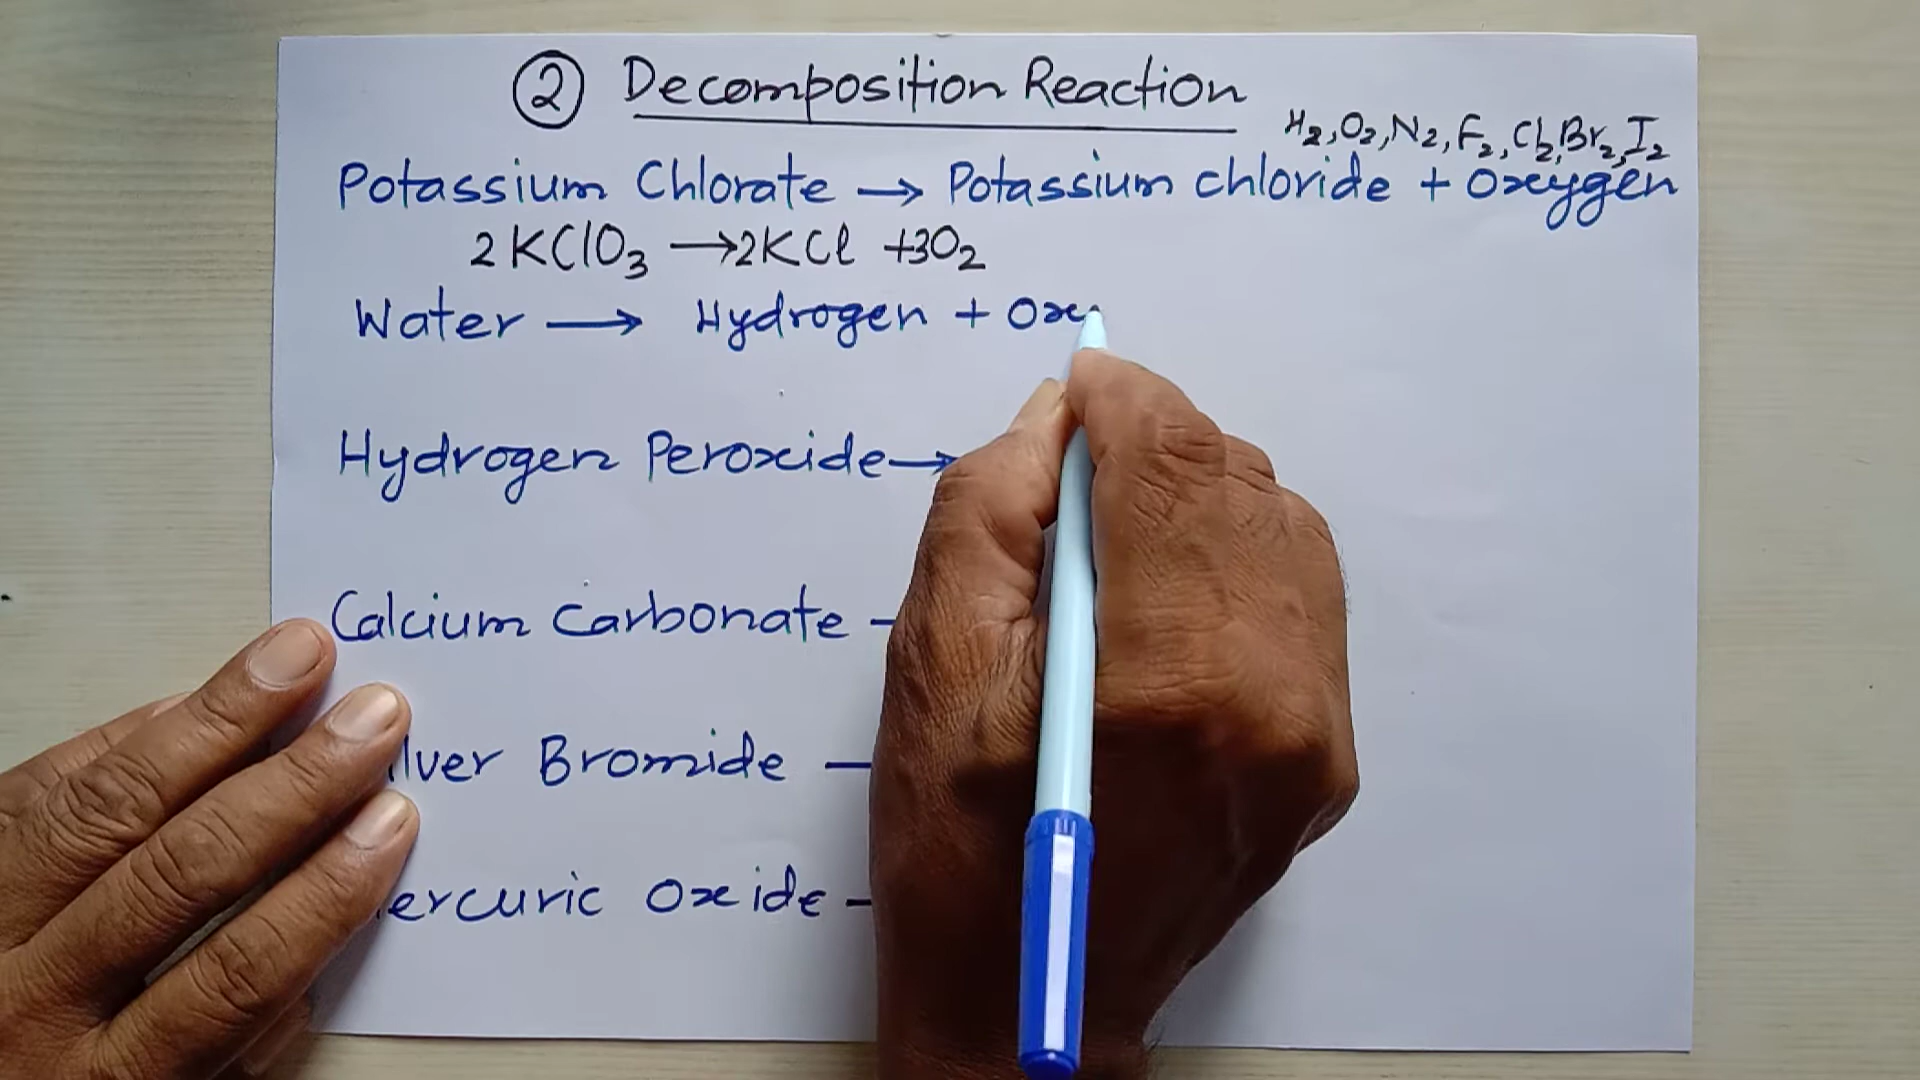 ② Decomposition Reaction
H₂, O₂, N₂, F₂, Cl₂, Br₂, I₂
Potassium Chlorate → Potassium chloride + Oxygen
2KClO₃ → 2KCl + 3O₂
Water → Hydrogen + Oxy
Hydrogen Peroxide →
Calcium Carbonate -
lver Bromide -
ercuric Oxide -